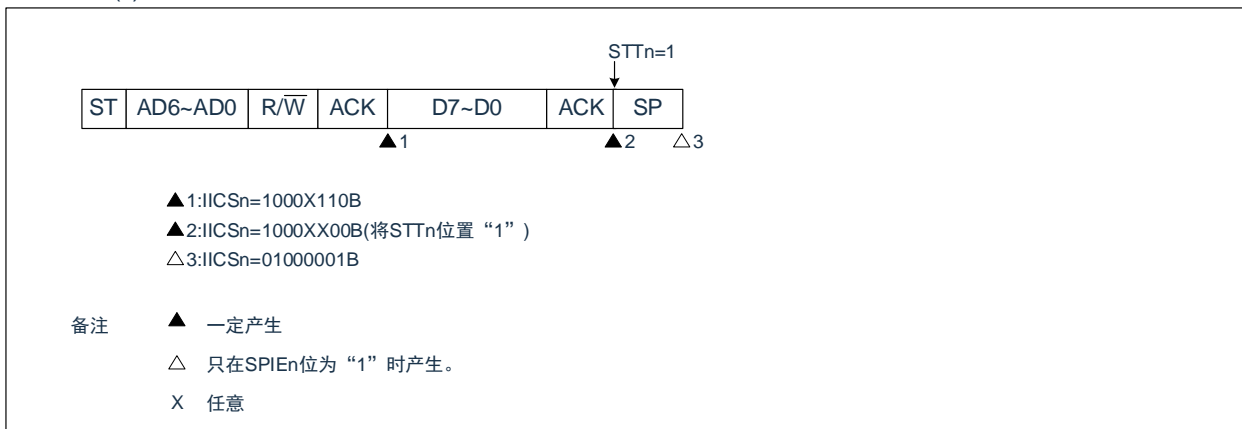 STTn=1
ST AD6~AD0 R/W̅ ACK D7~D0 ACK SP
▲1 ▲2 △3
▲1:IICSn=1000X110B
▲2:IICSn=1000XX00B(将STTn位置“1”)
△3:IICSn=01000001B
备注 ▲ 一定产生
△ 只在SPIEn位为“1”时产生。
X 任意